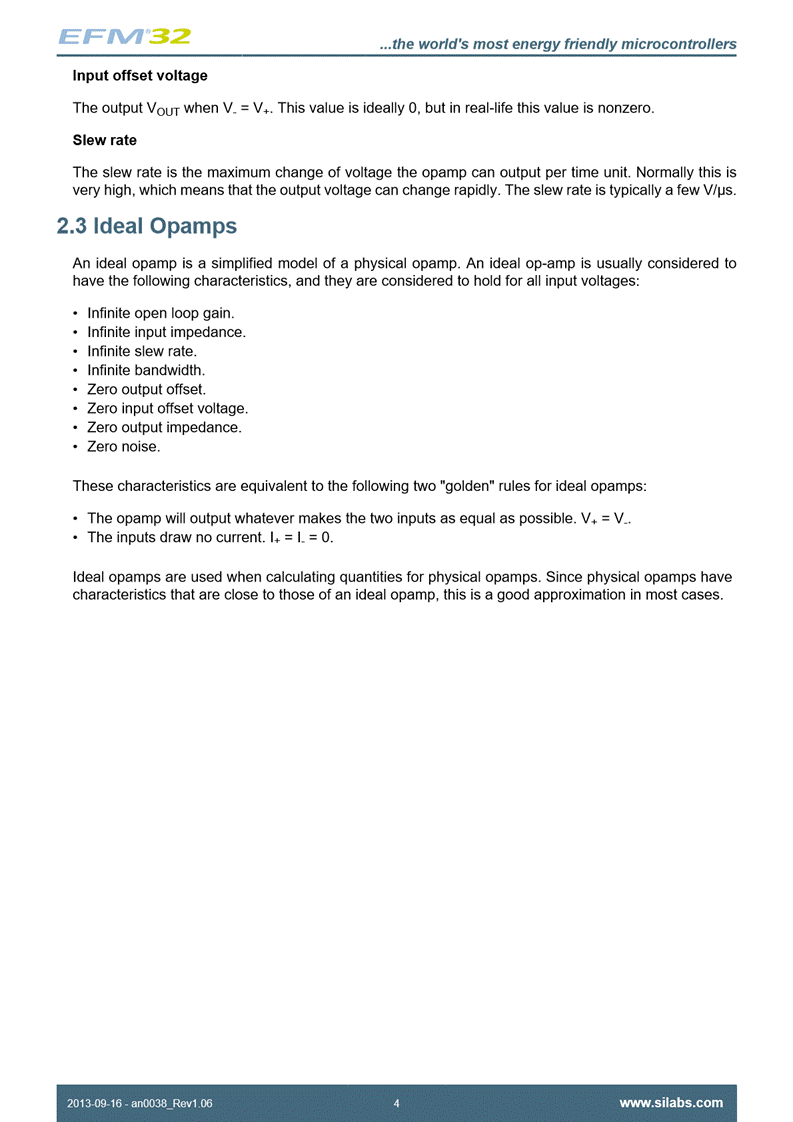 EFM®32
...the world's most energy friendly microcontrollers
Input offset voltage
The output VOUT when V- = V+. This value is ideally 0, but in real-life this value is nonzero.
Slew rate
The slew rate is the maximum change of voltage the opamp can output per time unit. Normally this is
very high, which means that the output voltage can change rapidly. The slew rate is typically a few V/µs.
2.3 Ideal Opamps
An ideal opamp is a simplified model of a physical opamp. An ideal op-amp is usually considered to
have the following characteristics, and they are considered to hold for all input voltages:
• Infinite open loop gain.
• Infinite input impedance.
• Infinite slew rate.
• Infinite bandwidth.
• Zero output offset.
• Zero input offset voltage.
• Zero output impedance.
• Zero noise.
These characteristics are equivalent to the following two "golden" rules for ideal opamps:
• The opamp will output whatever makes the two inputs as equal as possible. V+ = V-.
• The inputs draw no current. I+ = I- = 0.
Ideal opamps are used when calculating quantities for physical opamps. Since physical opamps have
characteristics that are close to those of an ideal opamp, this is a good approximation in most cases.
2013-09-16 - an0038_Rev1.06
4
www.silabs.com